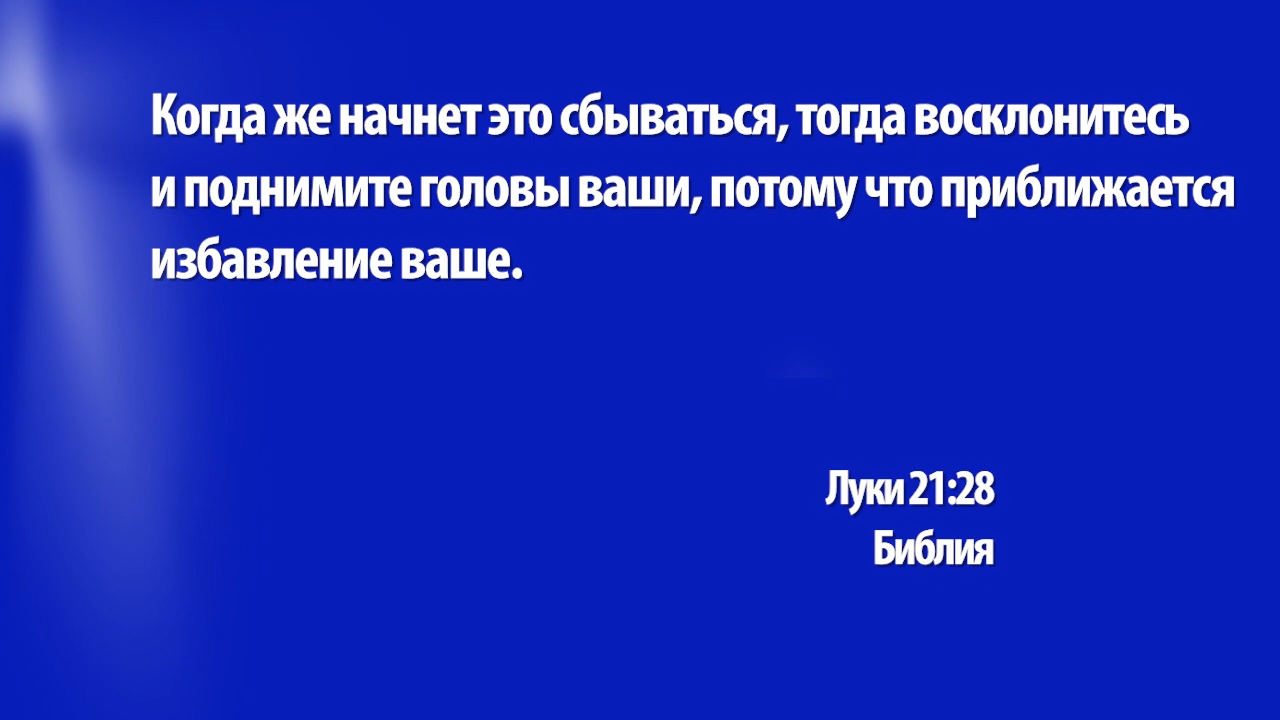 Когда же начнет это сбываться, тогда восклонитесь
и поднимите головы ваши, потому что приближается
избавление ваше.
Луки 21:28
Библия